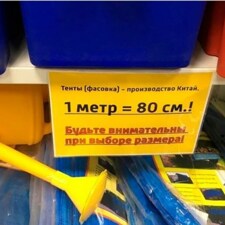 Тенты (фасовка) - производство Китай.
1 метр = 80 см.!
Будьте внимательны
при выборе размера!